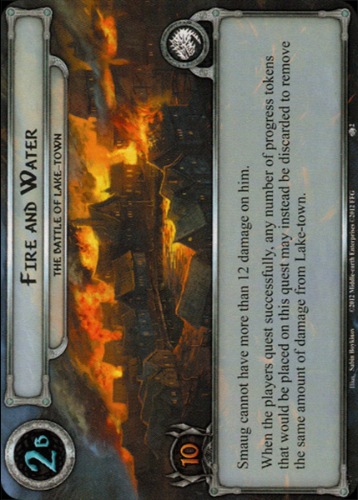 2B
FIRE AND WATER
THE BATTLE OF LAKE-TOWN
10
Smaug cannot have more than 12 damage on him.
When the players quest successfully, any number of progress tokens
that would be placed on this quest may instead be discarded to remove
the same amount of damage from Lake-town.
Illus. Sabin Boykinov ©2012 Middle-earth Enterprises ©2012 FFG 2